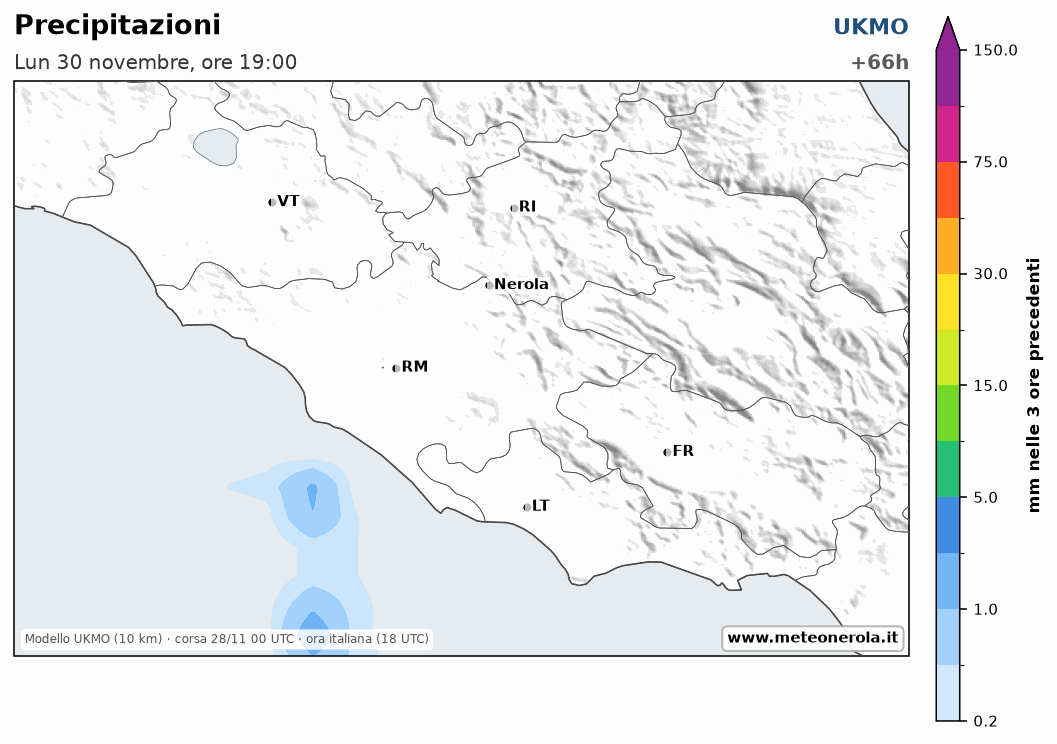 Precipitazioni
UKMO
Lun 30 novembre, ore 19:00
+66h
150.0
75.0
30.0
15.0
5.0
1.0
0.2
mm nelle 3 ore precedenti
VT
RI
Nerola
RM
FR
LT
Modello UKMO (10 km) · corsa 28/11 00 UTC · ora italiana (18 UTC)
www.meteonerola.it